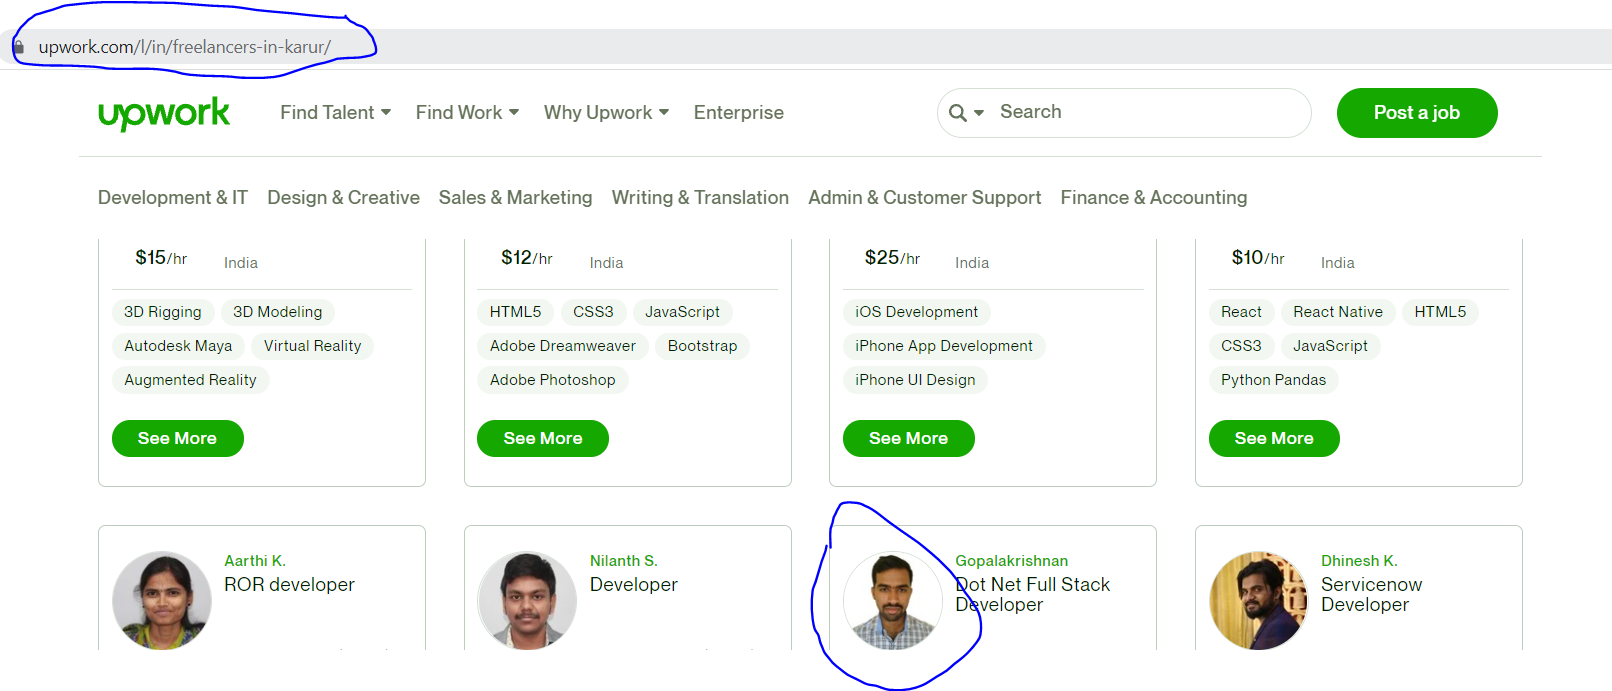 upwork.com/l/in/freelancers-in-karur/
upwork Find Talent Find Work Why Upwork Enterprise Search Post a job
Development & IT Design & Creative Sales & Marketing Writing & Translation Admin & Customer Support Finance & Accounting
$15/hr India
3D Rigging 3D Modeling
Autodesk Maya Virtual Reality
Augmented Reality
See More
$12/hr India
HTML5 CSS3 JavaScript
Adobe Dreamweaver Bootstrap
Adobe Photoshop
See More
$25/hr India
iOS Development
iPhone App Development
iPhone UI Design
See More
$10/hr India
React React Native HTML5
CSS3 JavaScript
Python Pandas
See More
Aarthi K.
ROR developer
Nilanth S.
Developer
Gopalakrishnan
Dot Net Full Stack
Developer
Dhinesh K.
Servicenow
Developer